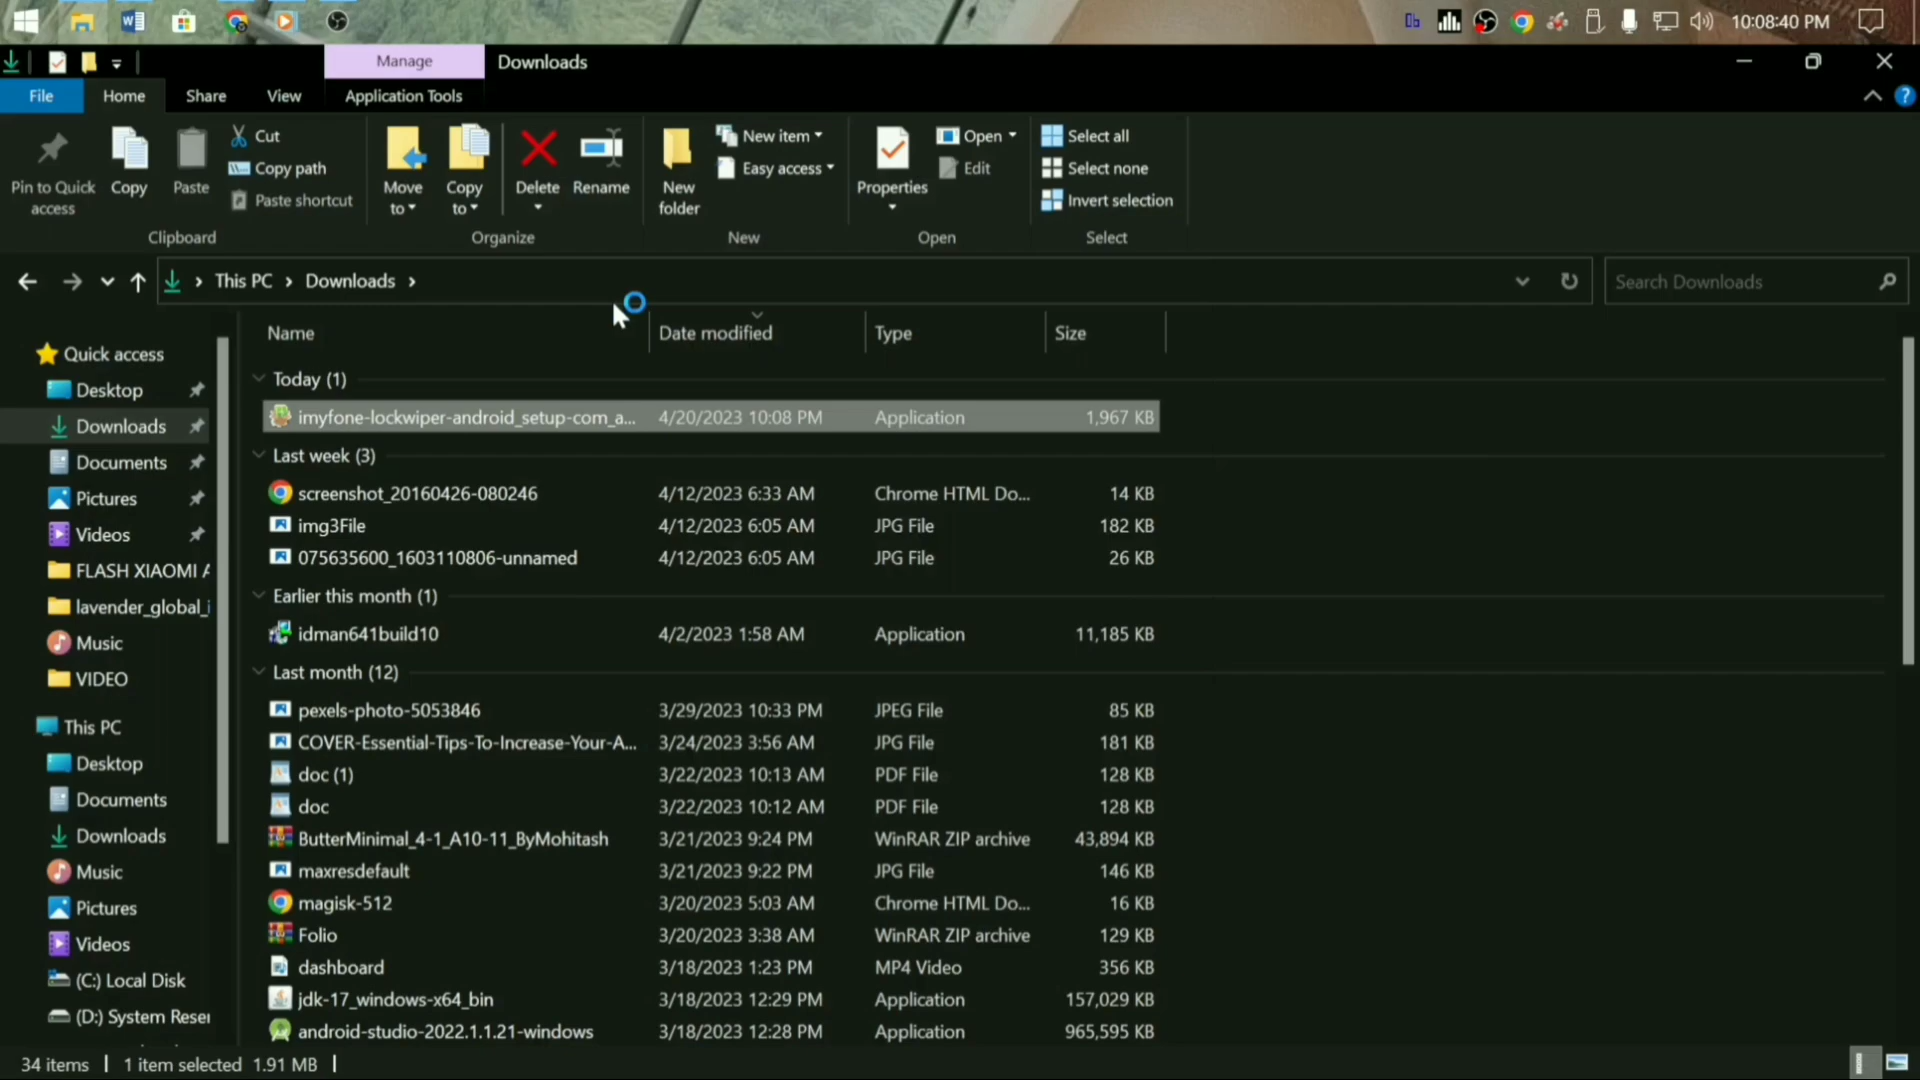 10:08:40 PM
Manage
Downloads
File
Home
Share
View
Application Tools
Pin to Quick access
Copy
Paste
Cut
Copy path
Paste shortcut
Clipboard
Move to
Copy to
Delete
Rename
Organize
New folder
New item
Easy access
New
Properties
Open
Edit
Open
Select all
Select none
Invert selection
Select
This PC > Downloads >
Search Downloads
Name Date modified Type Size
Quick access
Desktop
Downloads
Documents
Pictures
Videos
FLASH XIAOMI
lavender_global_i
Music
VIDEO
This PC
Desktop
Documents
Downloads
Music
Pictures
Videos
(C:) Local Disk
(D:) System Reser
Today (1)
imyfone-lockwiper-android_setup-com_a... 4/20/2023 10:08 PM Application 1,967 KB
Last week (3)
screenshot_20160426-080246 4/12/2023 6:33 AM Chrome HTML Do... 14 KB
img3File 4/12/2023 6:05 AM JPG File 182 KB
075635600_1603110806-unnamed 4/12/2023 6:05 AM JPG File 26 KB
Earlier this month (1)
idman641build10 4/2/2023 1:58 AM Application 11,185 KB
Last month (12)
pexels-photo-5053846 3/29/2023 10:33 PM JPEG File 85 KB
COVER-Essential-Tips-To-Increase-Your-A... 3/24/2023 3:56 AM JPG File 181 KB
doc (1) 3/22/2023 10:13 AM PDF File 128 KB
doc 3/22/2023 10:12 AM PDF File 128 KB
ButterMinimal_4-1_A10-11_ByMohitash 3/21/2023 9:24 PM WinRAR ZIP archive 43,894 KB
maxresdefault 3/21/2023 9:22 PM JPG File 146 KB
magisk-512 3/20/2023 5:03 AM Chrome HTML Do... 16 KB
Folio 3/20/2023 3:38 AM WinRAR ZIP archive 129 KB
dashboard 3/18/2023 1:23 PM MP4 Video 356 KB
jdk-17_windows-x64_bin 3/18/2023 12:29 PM Application 157,029 KB
android-studio-2022.1.1.21-windows 3/18/2023 12:28 PM Application 965,595 KB
34 items | 1 item selected 1.91 MB |